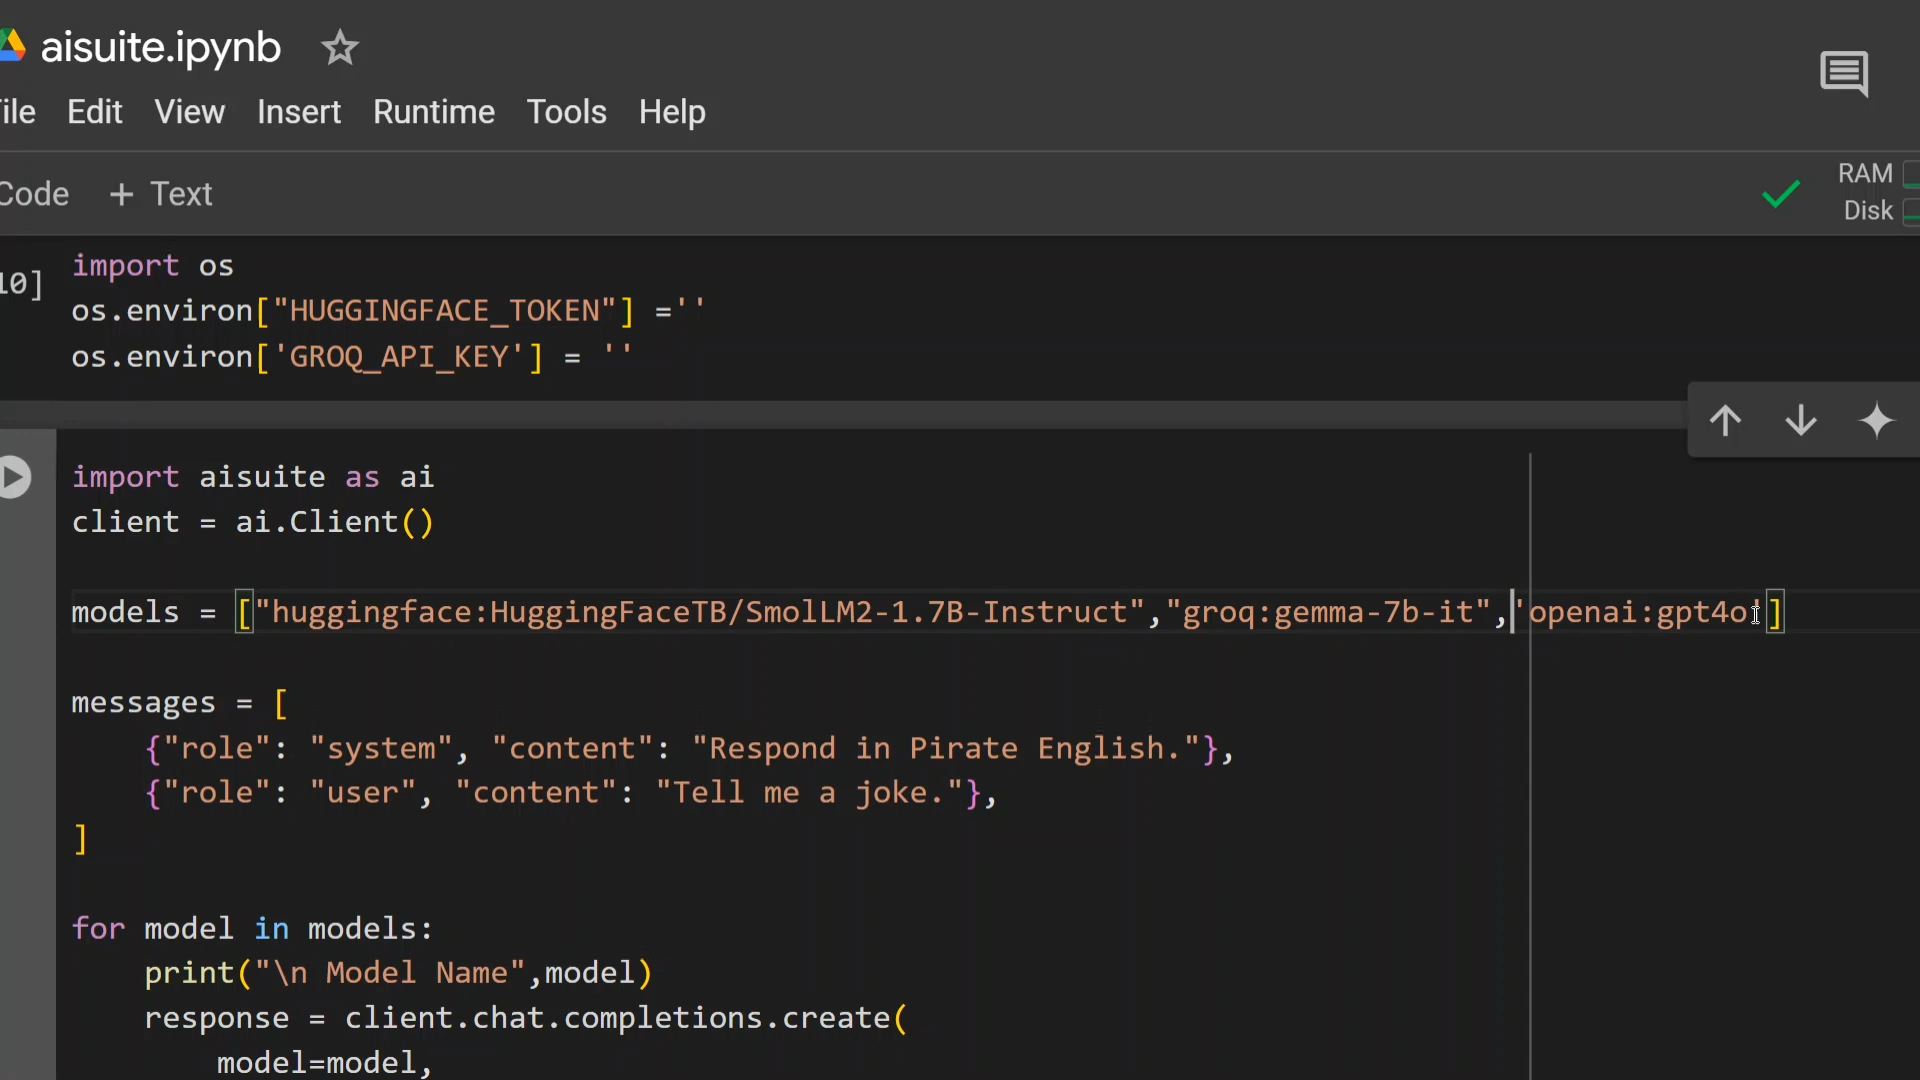 aisuite.ipynb
File Edit View Insert Runtime Tools Help
Code + Text
RAM
Disk
10]
import os
os.environ["HUGGINGFACE_TOKEN"] =''
os.environ['GROQ_API_KEY'] = ''
import aisuite as ai
client = ai.Client()
models = ["huggingface:HuggingFaceTB/SmolLM2-1.7B-Instruct","groq:gemma-7b-it",'openai:gpt4o']
messages = [
    {"role": "system", "content": "Respond in Pirate English."},
    {"role": "user", "content": "Tell me a joke."},
]
for model in models:
    print("\n Model Name",model)
    response = client.chat.completions.create(
        model=model,